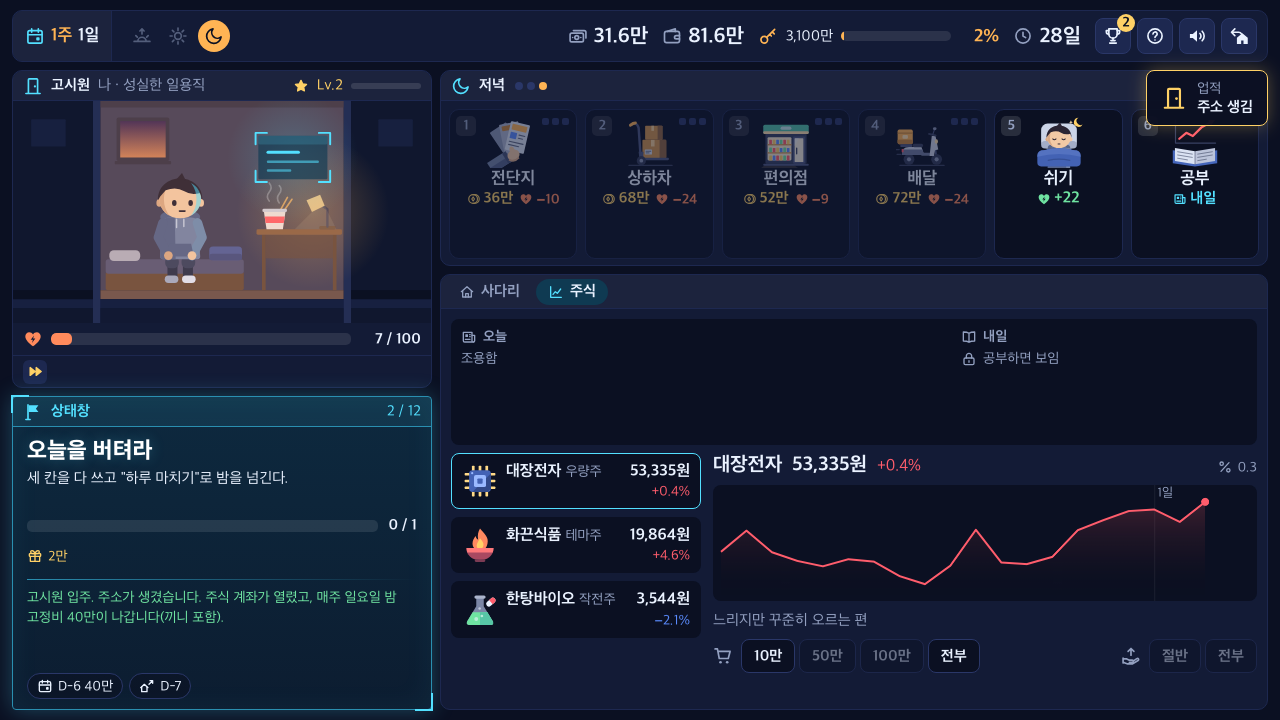 1주 1일
31.6만
81.6만
3,100만
2%
28일
2
고시원 나 · 성실한 일용직
Lv.2
7 / 100
상태창
2 / 12
오늘을 버텨라
세 칸을 다 쓰고 "하루 마치기"로 밤을 넘긴다.
0 / 1
2만
고시원 입주. 주소가 생겼습니다. 주식 계좌가 열렸고, 매주 일요일 밤
고정비 40만이 나갑니다(끼니 포함).
D-6 40만
D-7
저녁
업적
주소 생김
1
전단지
36만 −10
2
상하차
68만 −24
3
편의점
52만 −9
4
배달
72만 −24
5
쉬기
+22
6
공부
내일
사다리
주식
오늘
조용함
내일
공부하면 보임
대장전자 우량주 53,335원
+0.4%
화끈식품 테마주 19,864원
+4.6%
한탕바이오 작전주 3,544원
−2.1%
대장전자 53,335원 +0.4%
% 0.3
1일
느리지만 꾸준히 오르는 편
10만
50만
100만
전부
절반
전부